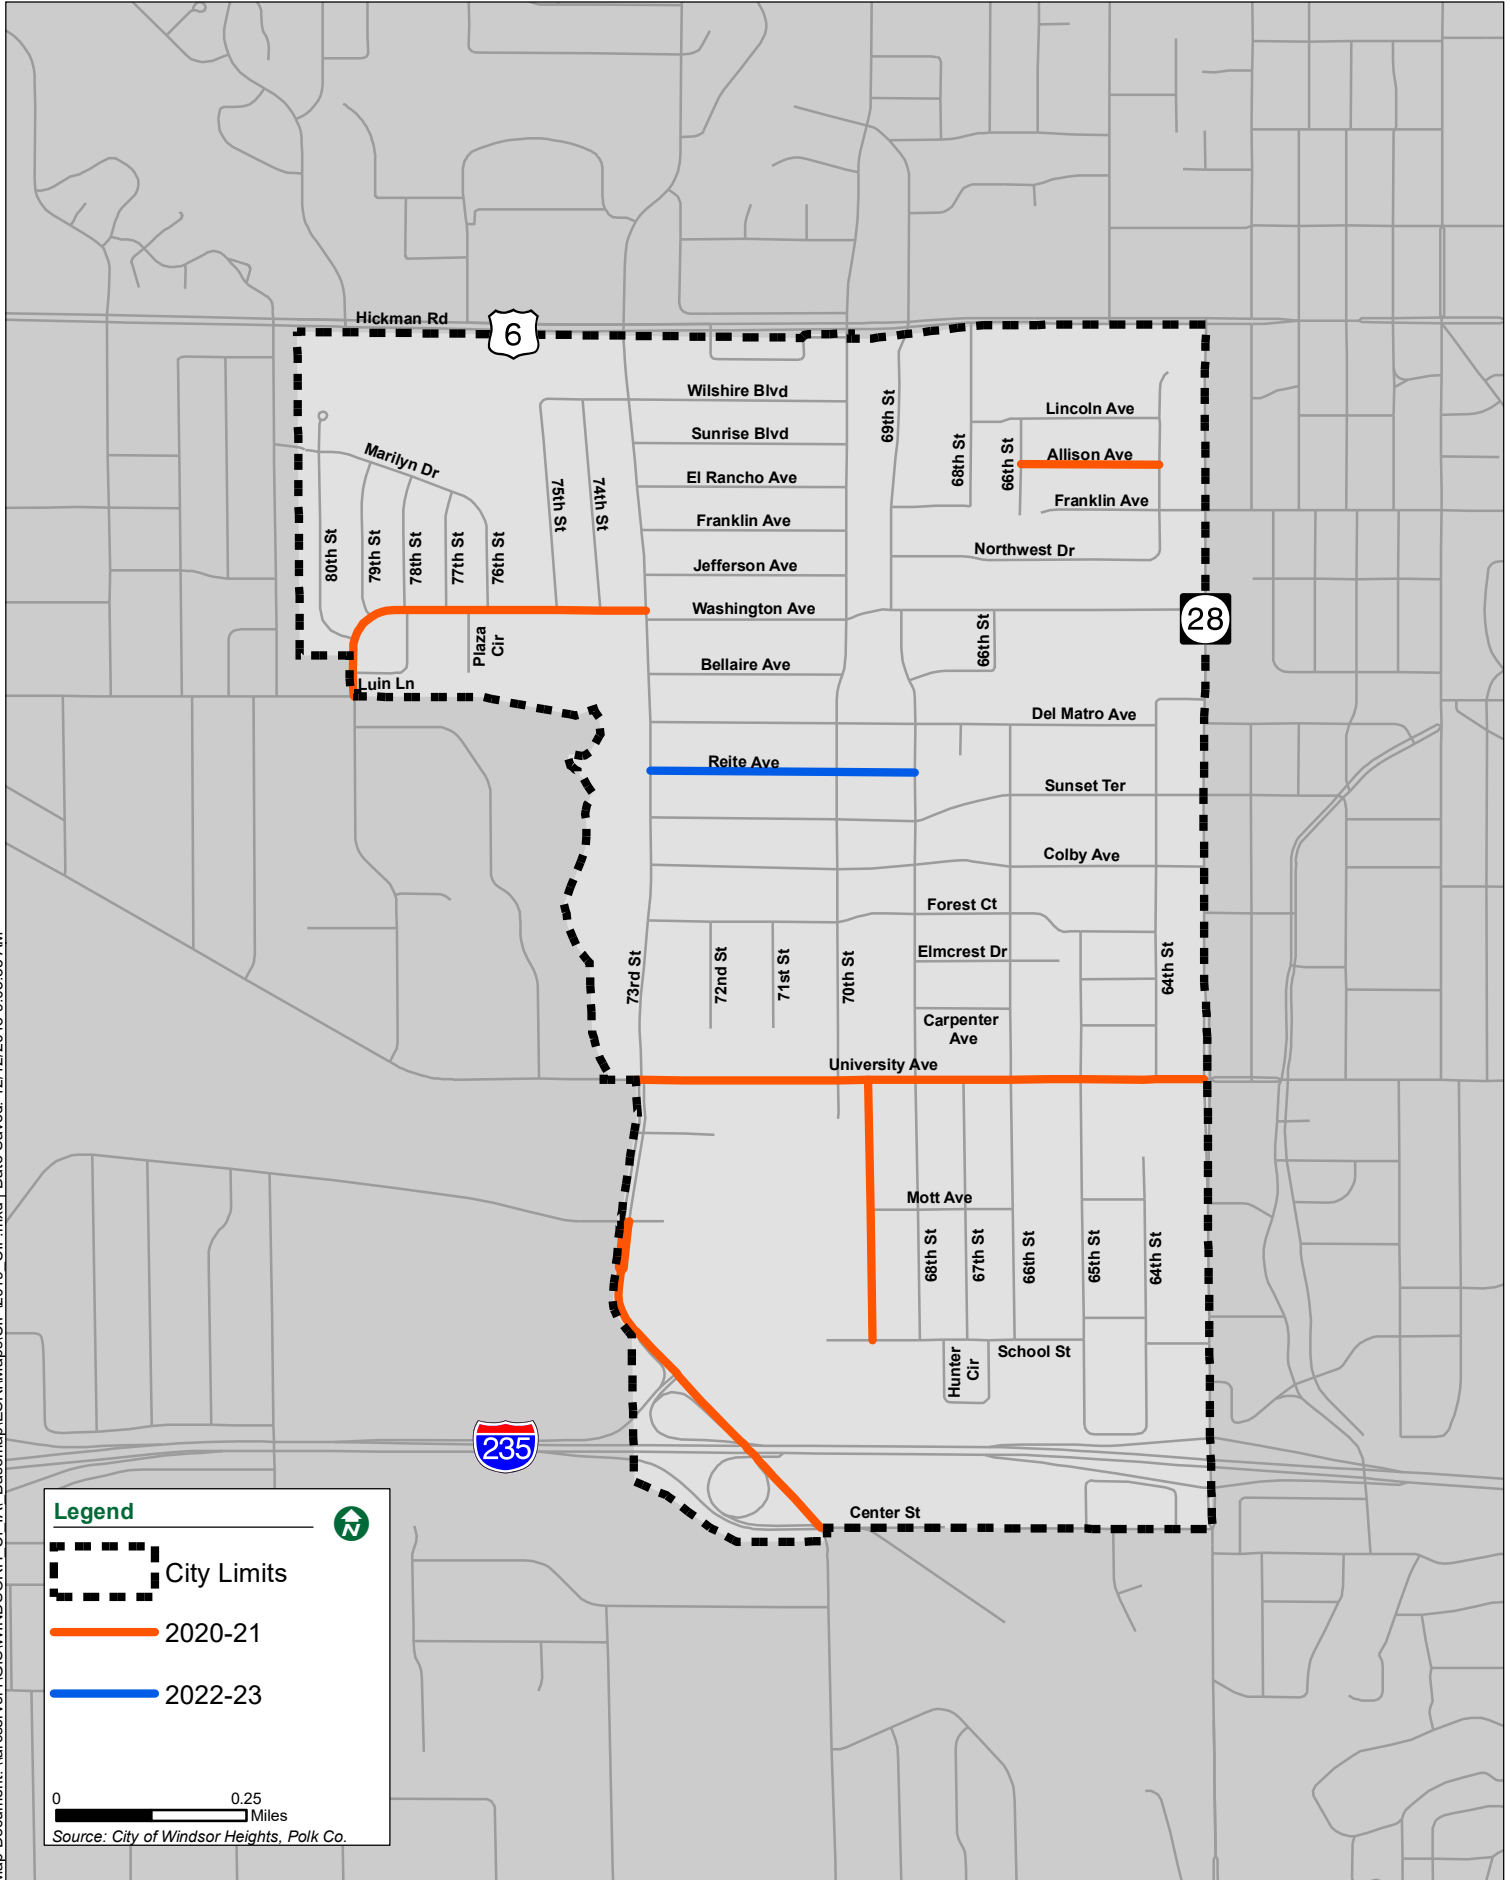 Hickman Rd
6
Wilshire Blvd
Sunrise Blvd
El Rancho Ave
Franklin Ave
Jefferson Ave
Washington Ave
Bellaire Ave
69th St
68th St
66th St
Lincoln Ave
Allison Ave
Franklin Ave
Northwest Dr
Marilyn Dr
80th St
79th St
78th St
77th St
76th St
75th St
74th St
Plaza
Cir
Luin Ln
66th St
28
Del Matro Ave
Reite Ave
Sunset Ter
Colby Ave
Forest Ct
Elmcrest Dr
73rd St
72nd St
71st St
70th St
64th St
Carpenter
Ave
University Ave
Mott Ave
68th St
67th St
66th St
65th St
64th St
School St
Hunter
Cir
235
Center St
Legend
N
City Limits
2020-21
2022-23
0
0.25
Miles
Source: City of Windsor Heights, Polk Co.